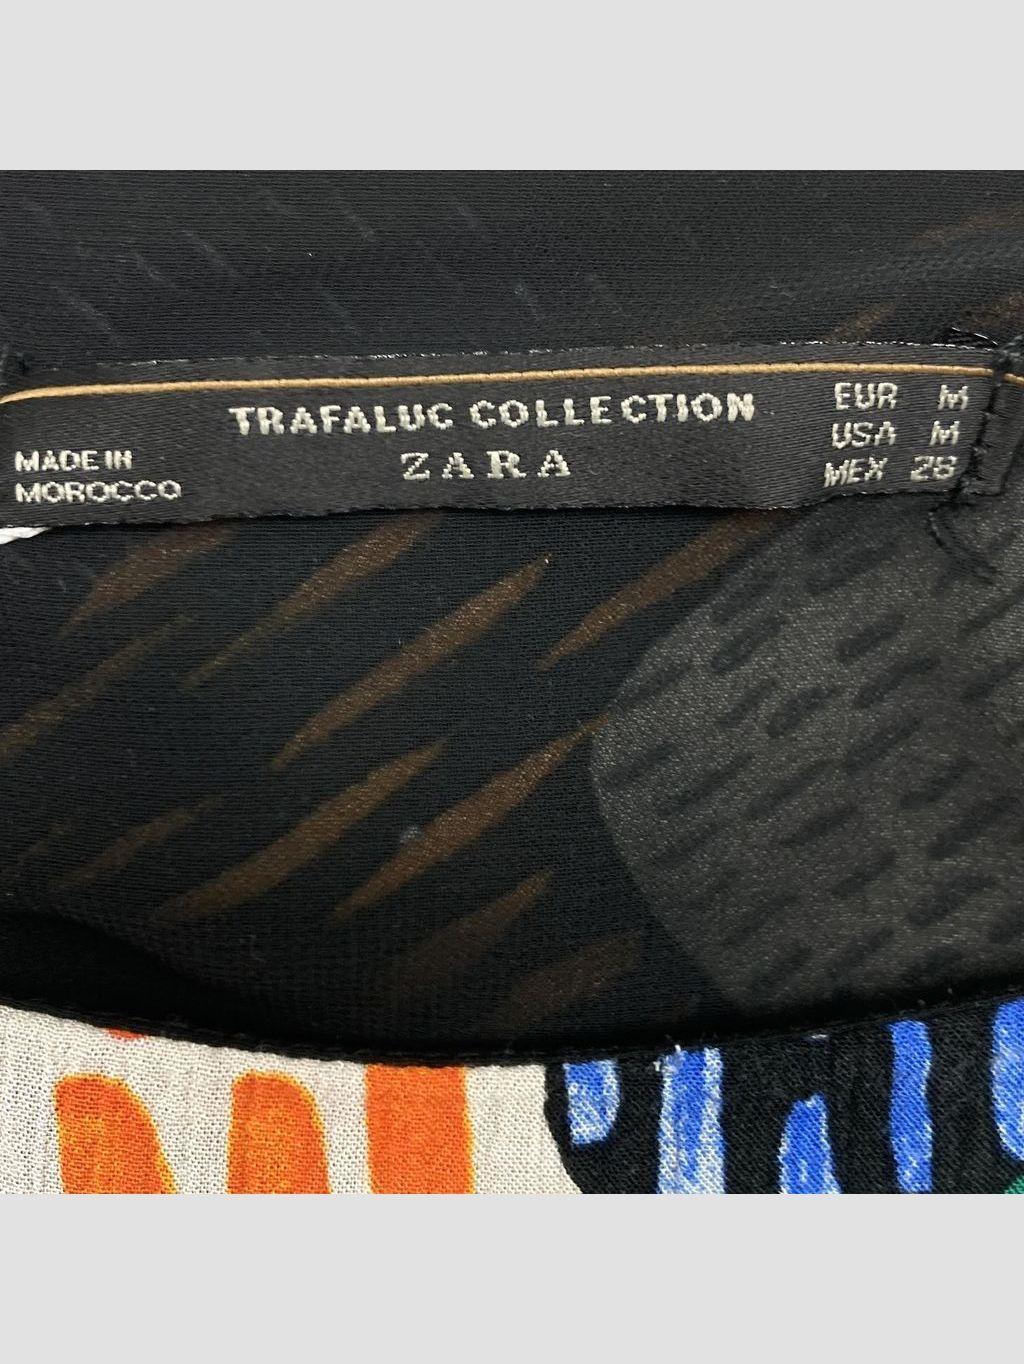 TRAFALUC COLLECTION
ZARA
MADE IN
MOROCCO
EUR M
USA M
MEX 28